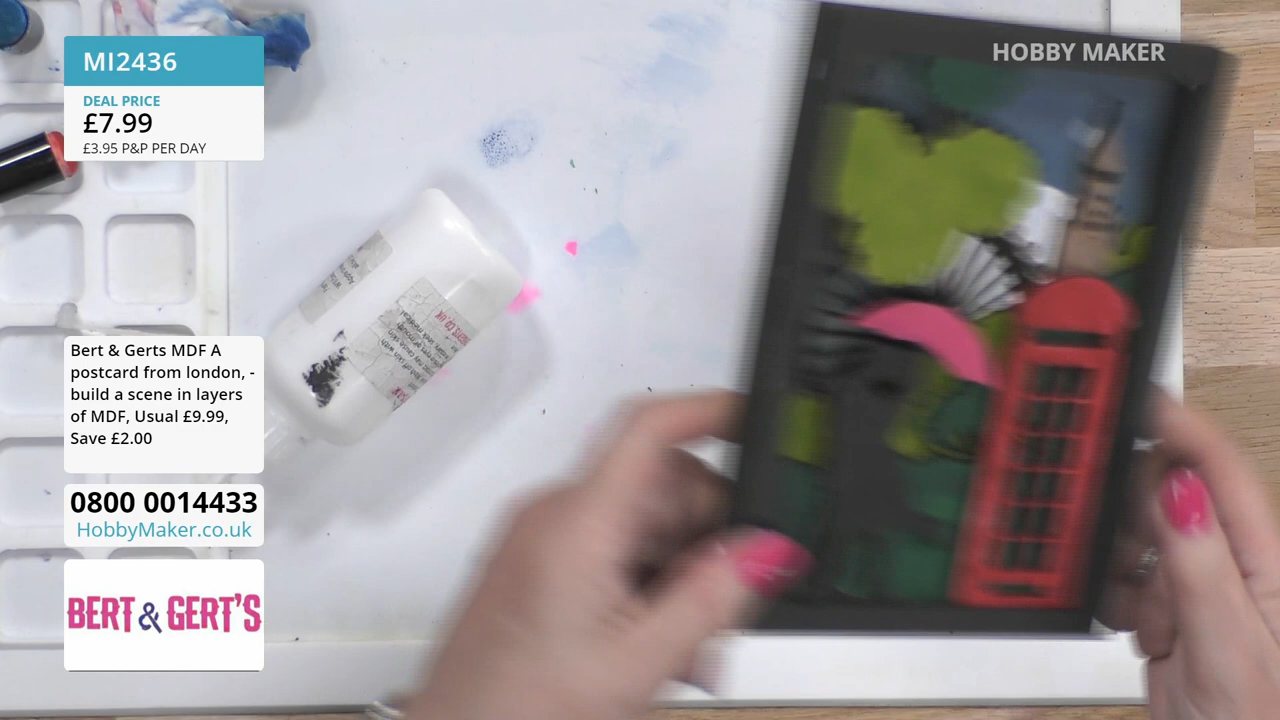 MI2436
DEAL PRICE
£7.99
£3.95 P&P PER DAY
HOBBY MAKER
Bert & Gerts MDF A
postcard from london, -
build a scene in layers
of MDF, Usual £9.99,
Save £2.00
0800 0014433
HobbyMaker.co.uk
BERT & GERT'S